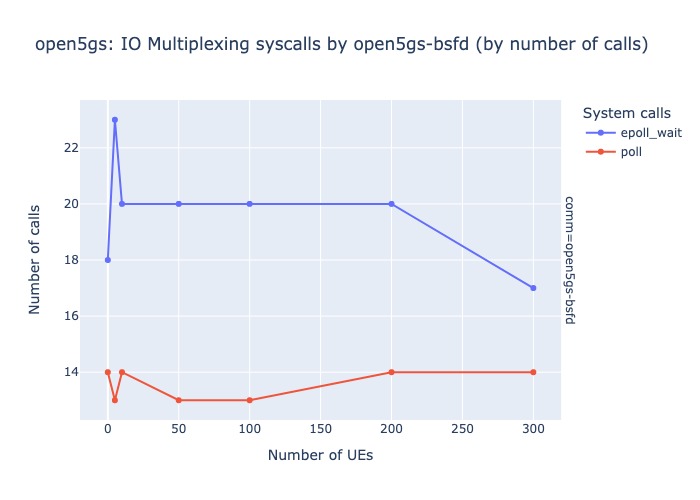 open5gs: IO Multiplexing syscalls by open5gs-bsfd (by number of calls)
System calls
epoll_wait
poll
comm=open5gs-bsfd
Number of calls
22
20
18
16
14
0 50 100 150 200 250 300
Number of UEs